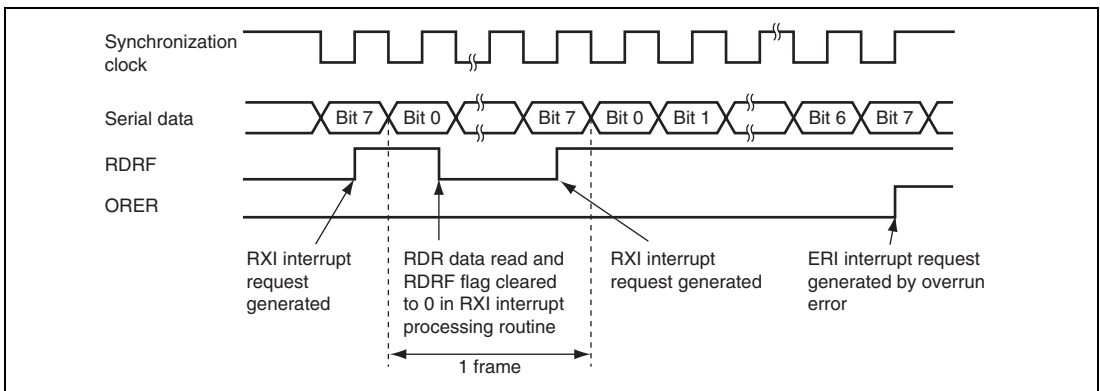 Synchronization
clock
Serial data
Bit 7
Bit 0
Bit 7
Bit 0
Bit 1
Bit 6
Bit 7
RDRF
ORER
RXI interrupt
request
generated
RDR data read and
RDRF flag cleared
to 0 in RXI interrupt
processing routine
RXI interrupt
request generated
ERI interrupt request
generated by overrun
error
1 frame